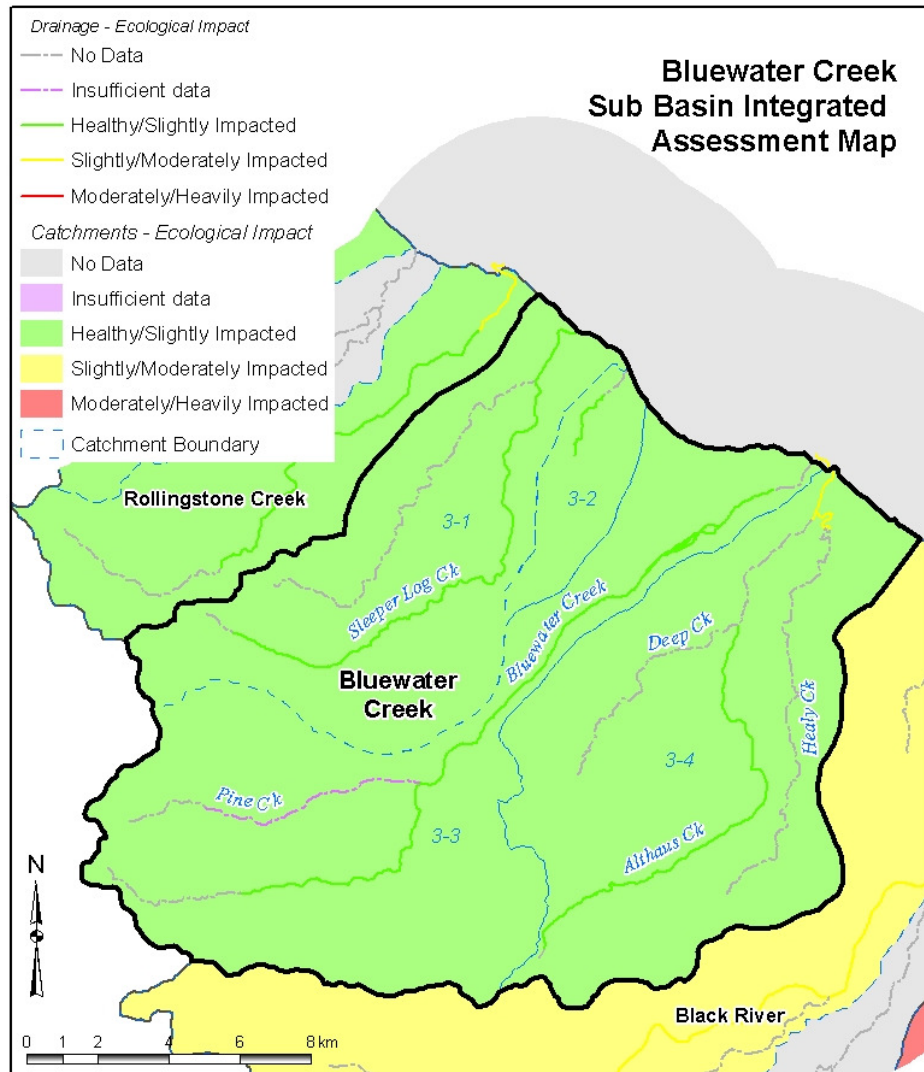 Drainage - Ecological Impact
No Data
Insufficient data
Healthy/Slightly Impacted
Slightly/Moderately Impacted
Moderately/Heavily Impacted
Catchments - Ecological Impact
No Data
Insufficient data
Healthy/Slightly Impacted
Slightly/Moderately Impacted
Moderately/Heavily Impacted
Catchment Boundary
Bluewater Creek
Sub Basin Integrated
Assessment Map
Rollingstone Creek
3-1
3-2
Sleeper Log Ck
Bluewater Creek
Deep Ck
Bluewater
Creek
Healy Ck
3-4
Pine Ck
3-3
Althaus Ck
N
Black River
0 2 4 6 8 km